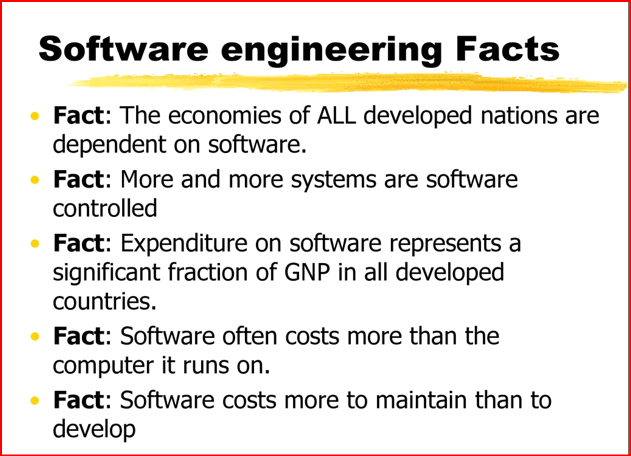 Software engineering Facts
• Fact: The economies of ALL developed nations are
dependent on software.
• Fact: More and more systems are software
controlled
• Fact: Expenditure on software represents a
significant fraction of GNP in all developed
countries.
• Fact: Software often costs more than the
computer it runs on.
• Fact: Software costs more to maintain than to
develop